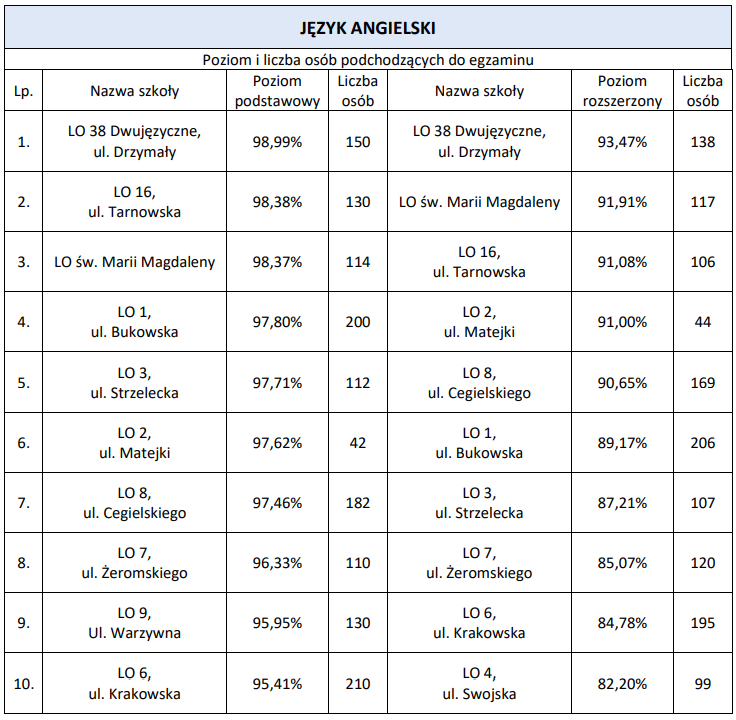 JĘZYK ANGIELSKI
Poziom i liczba osób podchodzących do egzaminu
Lp. Nazwa szkoły Poziom podstawowy Liczba osób Nazwa szkoły Poziom rozszerzony Liczba osób
1. LO 38 Dwujęzyczne, ul. Drzymały 98,99% 150 LO 38 Dwujęzyczne, ul. Drzymały 93,47% 138
2. LO 16, ul. Tarnowska 98,38% 130 LO św. Marii Magdaleny 91,91% 117
3. LO św. Marii Magdaleny 98,37% 114 LO 16, ul. Tarnowska 91,08% 106
4. LO 1, ul. Bukowska 97,80% 200 LO 2, ul. Matejki 91,00% 44
5. LO 3, ul. Strzelecka 97,71% 112 LO 8, ul. Cegielskiego 90,65% 169
6. LO 2, ul. Matejki 97,62% 42 LO 1, ul. Bukowska 89,17% 206
7. LO 8, ul. Cegielskiego 97,46% 182 LO 3, ul. Strzelecka 87,21% 107
8. LO 7, ul. Żeromskiego 96,33% 110 LO 7, ul. Żeromskiego 85,07% 120
9. LO 9, Ul. Warzywna 95,95% 130 LO 6, ul. Krakowska 84,78% 195
10. LO 6, ul. Krakowska 95,41% 210 LO 4, ul. Swojska 82,20% 99